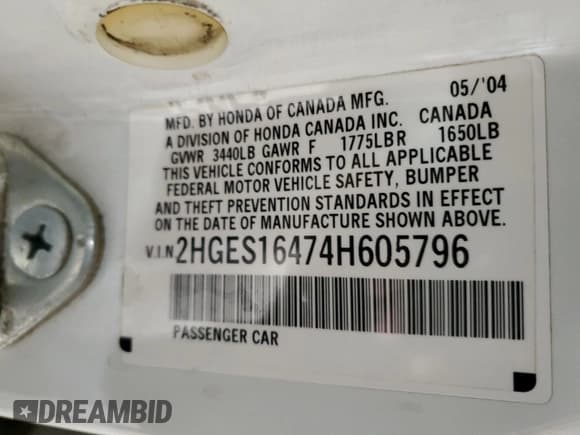 05/'04
MFD. BY HONDA OF CANADA MFG.
A DIVISION OF HONDA CANADA INC. CANADA
GVWR 3440LB GAWR F 1775LBR 1650LB
THIS VEHICLE CONFORMS TO ALL APPLICABLE
FEDERAL MOTOR VEHICLE SAFETY, BUMPER
AND THEFT PREVENTION STANDARDS IN EFFECT
ON THE DATE OF MANUFACTURE SHOWN ABOVE.
V.I.N 2HGES16474H605796
PASSENGER CAR
DREAMBID